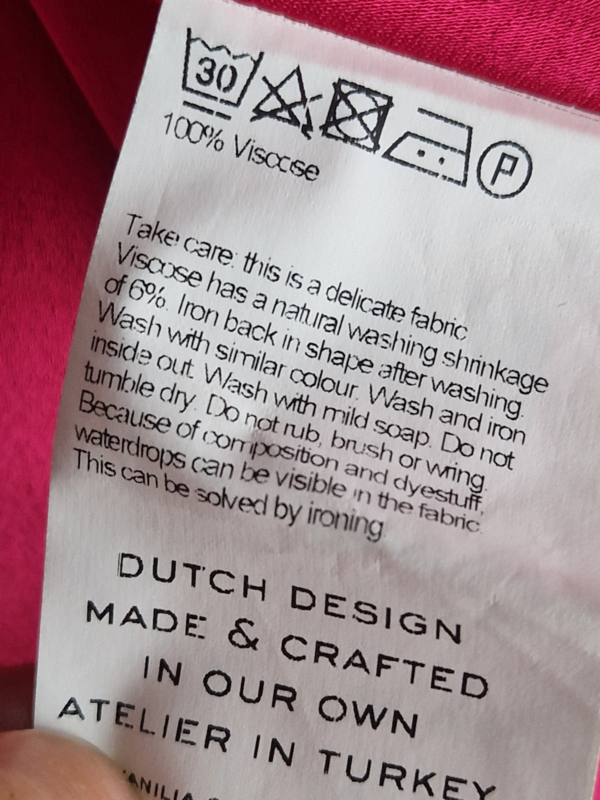 30
P
100% Viscose
Take care: this is a delicate fabric
Viscose has a natural washing shrinkage
of 6%. Iron back in shape after washing.
Wash with similar colour. Wash and iron
inside out. Wash with mild soap. Do not
tumble dry. Do not rub, brush or wring.
Because of composition and dyestuff,
waterdrops can be visible in the fabric.
This can be solved by ironing
DUTCH DESIGN
MADE & CRAFTED
IN OUR OWN
ATELIER IN TURKEY